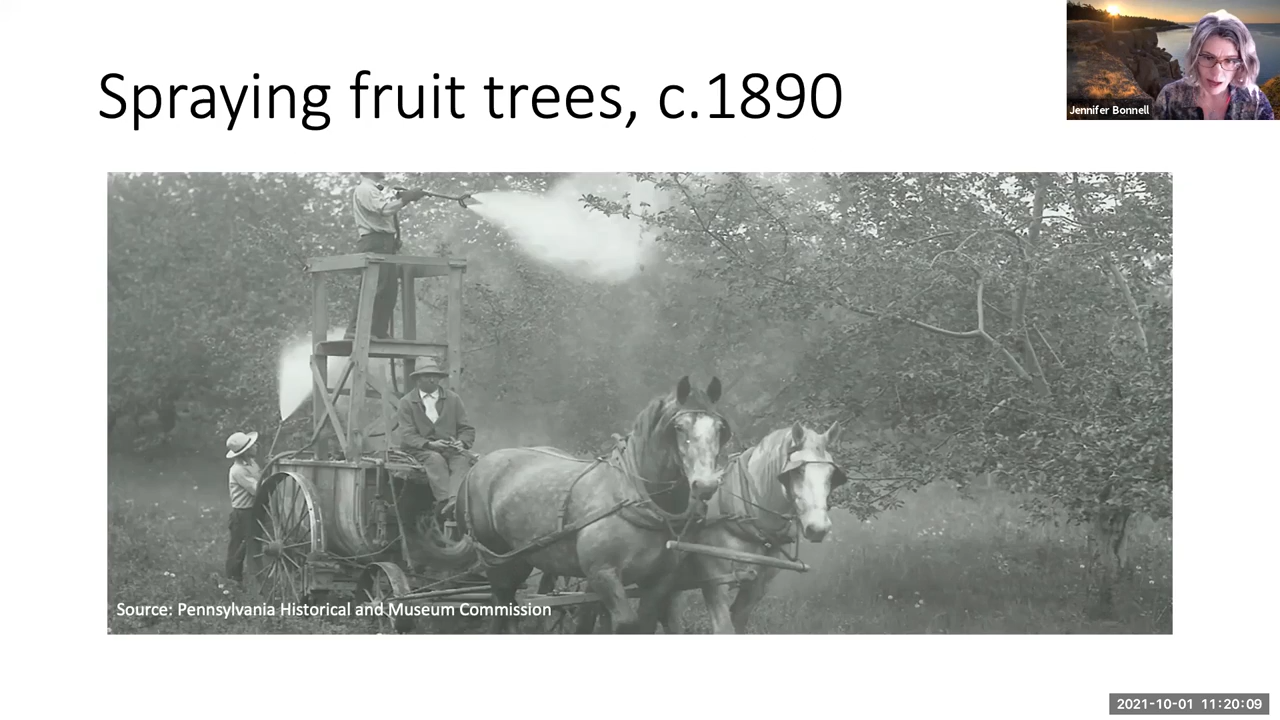 Spraying fruit trees, c.1890
Jennifer Bonnell
Source: Pennsylvania Historical and Museum Commission
2021-10-01 11:20:09